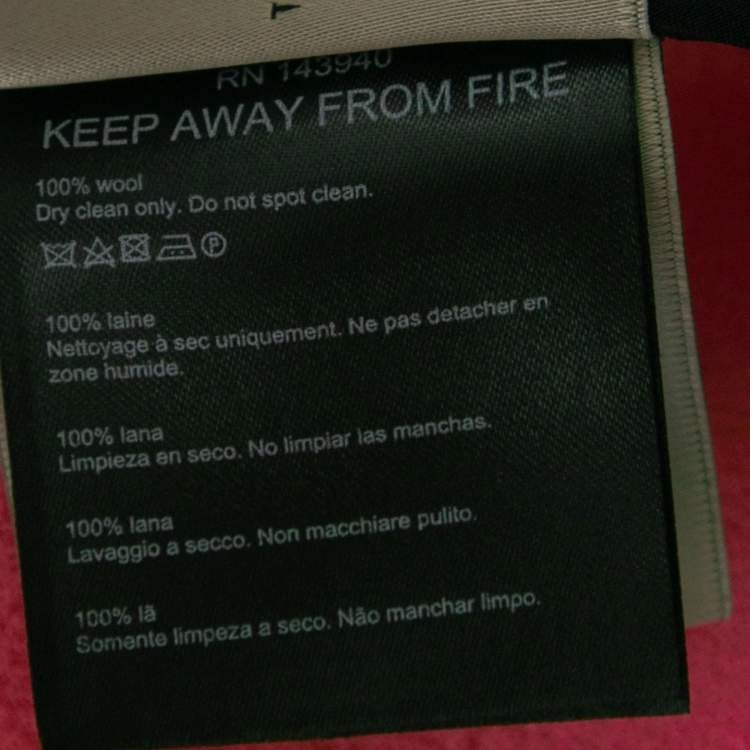 RN 143940
KEEP AWAY FROM FIRE
100% wool
Dry clean only. Do not spot clean.
P
100% laine
Nettoyage à sec uniquement. Ne pas detacher en
zone humide.
100% lana
Limpieza en seco. No limpiar las manchas.
100% lana
Lavaggio a secco. Non macchiare pulito.
100% lã
Somente limpeza a seco. Não manchar limpo.